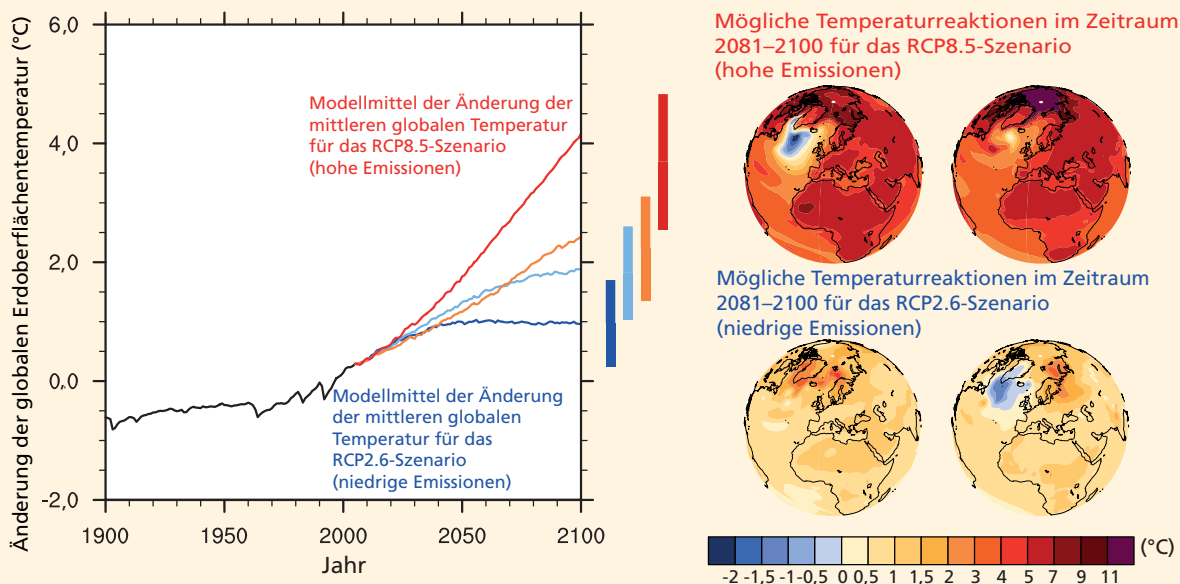 Änderung der globalen Erdoberflächentemperatur (°C)
6,0
4,0
2,0
0,0
-2,0
1900
1950
2000
2050
2100
Jahr
Modellmittel der Änderung der
mittleren globalen Temperatur
für das RCP8.5-Szenario
(hohe Emissionen)
Modellmittel der Änderung
der mittleren globalen
Temperatur für das
RCP2.6-Szenario
(niedrige Emissionen)
Mögliche Temperaturreaktionen im Zeitraum
2081–2100 für das RCP8.5-Szenario
(hohe Emissionen)
Mögliche Temperaturreaktionen im Zeitraum
2081–2100 für das RCP2.6-Szenario
(niedrige Emissionen)
(°C)
-2 -1,5 -1 -0,5 0 0,5 1 1,5 2 3 4 5 7 9 11